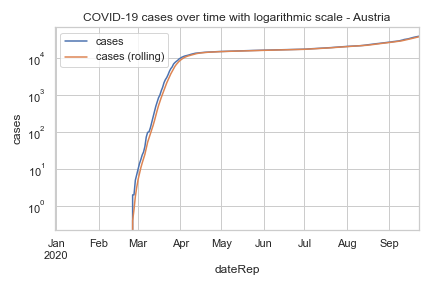 COVID-19 cases over time with logarithmic scale - Austria
cases
cases (rolling)
10⁴
10³
10²
10¹
10⁰
cases
Jan Feb Mar Apr May Jun Jul Aug Sep
2020
dateRep